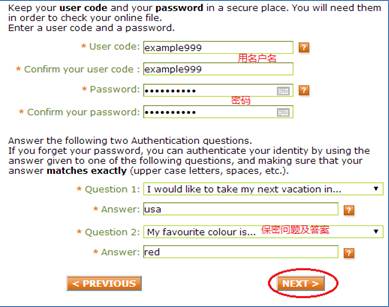 Keep your user code and your password in a secure place. You will need them
in order to check your online file.
Enter a user code and a password.
* User code: example999 ?
用名户名
* Confirm your user code : example999
* Password: •••••••••• ?
密码
* Confirm your password: ••••••••••
Answer the following two Authentication questions.
If you forget your password, you can authenticate your identity by using the
answer given to one of the following questions, and making sure that your
answer matches exactly (upper case letters, spaces, etc.).
* Question 1: I would like to take my next vacation in...
* Answer: usa ?
* Question 2: My favourite colour is... 保密问题及答案
* Answer: red ?
< PREVIOUS NEXT >